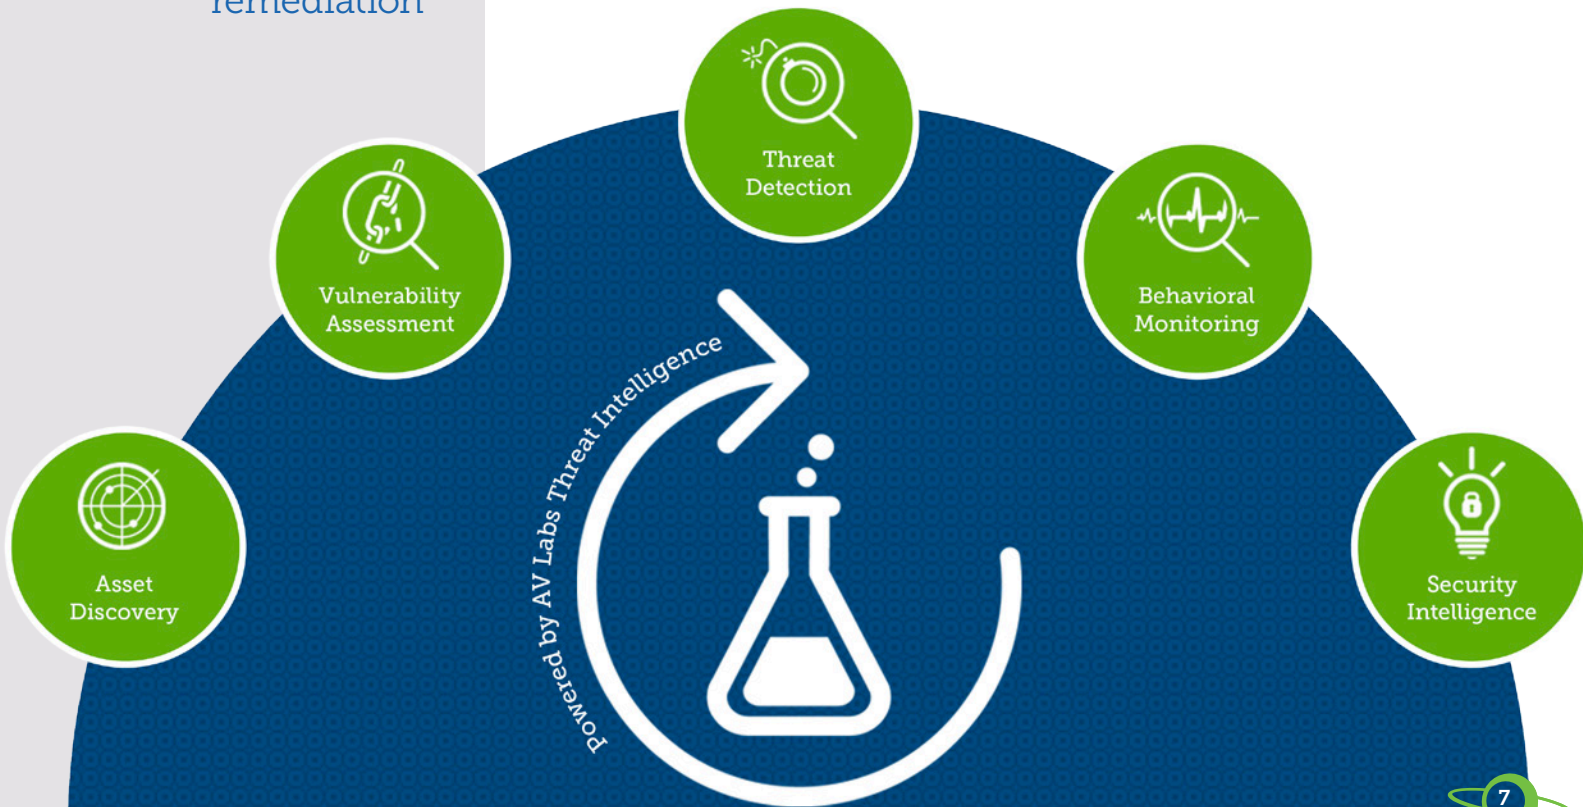 remediation
Threat
Detection
Vulnerability
Assessment
Behavioral
Monitoring
Powered by AV Labs Threat Intelligence
Asset
Discovery
Security
Intelligence
7